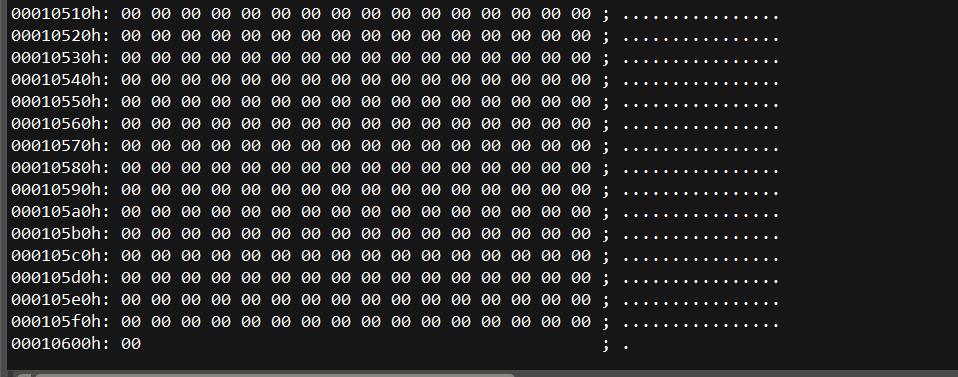 00010510h: 00 00 00 00 00 00 00 00 00 00 00 00 00 00 00 00 ; ................
00010520h: 00 00 00 00 00 00 00 00 00 00 00 00 00 00 00 00 ; ................
00010530h: 00 00 00 00 00 00 00 00 00 00 00 00 00 00 00 00 ; ................
00010540h: 00 00 00 00 00 00 00 00 00 00 00 00 00 00 00 00 ; ................
00010550h: 00 00 00 00 00 00 00 00 00 00 00 00 00 00 00 00 ; ................
00010560h: 00 00 00 00 00 00 00 00 00 00 00 00 00 00 00 00 ; ................
00010570h: 00 00 00 00 00 00 00 00 00 00 00 00 00 00 00 00 ; ................
00010580h: 00 00 00 00 00 00 00 00 00 00 00 00 00 00 00 00 ; ................
00010590h: 00 00 00 00 00 00 00 00 00 00 00 00 00 00 00 00 ; ................
000105a0h: 00 00 00 00 00 00 00 00 00 00 00 00 00 00 00 00 ; ................
000105b0h: 00 00 00 00 00 00 00 00 00 00 00 00 00 00 00 00 ; ................
000105c0h: 00 00 00 00 00 00 00 00 00 00 00 00 00 00 00 00 ; ................
000105d0h: 00 00 00 00 00 00 00 00 00 00 00 00 00 00 00 00 ; ................
000105e0h: 00 00 00 00 00 00 00 00 00 00 00 00 00 00 00 00 ; ................
000105f0h: 00 00 00 00 00 00 00 00 00 00 00 00 00 00 00 00 ; ................
00010600h: 00                                              ; .